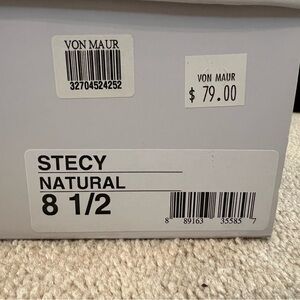 VON MAUR
32704524252
VON MAUR
$ 79.00
STECY
NATURAL
8 1/2
8 89163 35585 7